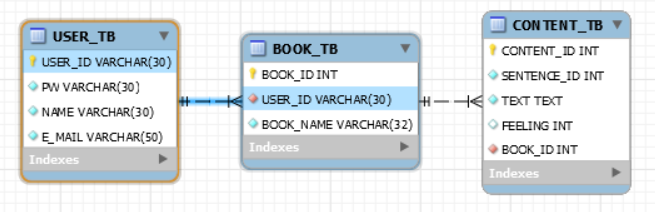 USER_TB
USER_ID VARCHAR(30)
PW VARCHAR(30)
NAME VARCHAR(30)
E_MAIL VARCHAR(50)
Indexes
BOOK_TB
BOOK_ID INT
USER_ID VARCHAR(30)
BOOK_NAME VARCHAR(32)
Indexes
CONTENT_TB
CONTENT_ID INT
SENTENCE_ID INT
TEXT TEXT
FEELING INT
BOOK_ID INT
Indexes